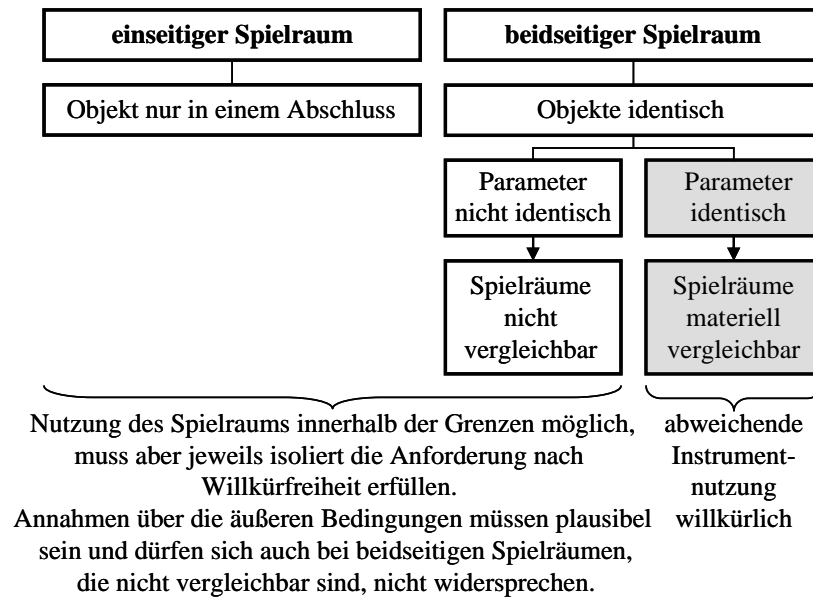 einseitiger Spielraum
beidseitiger Spielraum
Objekt nur in einem Abschluss
Objekte identisch
Parameter
nicht identisch
Parameter
identisch
Spielräume
nicht
vergleichbar
Spielräume
materiell
vergleichbar
Nutzung des Spielraums innerhalb der Grenzen möglich,
muss aber jeweils isoliert die Anforderung nach
Willkürfreiheit erfüllen.
Annahmen über die äußeren Bedingungen müssen plausibel
sein und dürfen sich auch bei beidseitigen Spielräumen,
die nicht vergleichbar sind, nicht widersprechen.
abweichende
Instrument-
nutzung
willkürlich